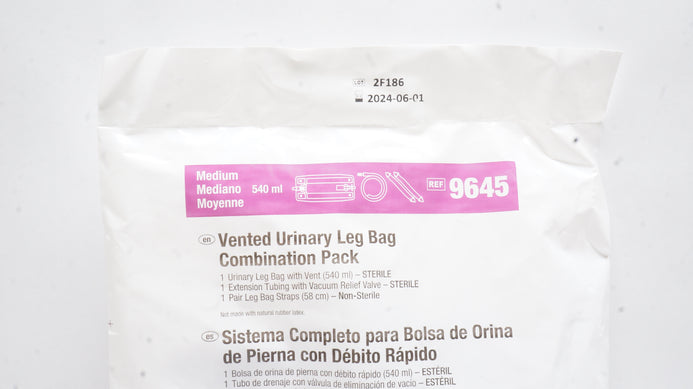 LOT 2F186
2024-06-01
Medium
Mediano 540 ml
Moyenne
REF 9645
en Vented Urinary Leg Bag
Combination Pack
1 Urinary Leg Bag with Vent (540 ml) – STERILE
1 Extension Tubing with Vacuum Relief Valve – STERILE
1 Pair Leg Bag Straps (58 cm) – Non-Sterile
Not made with natural rubber latex.
es Sistema Completo para Bolsa de Orina
de Pierna con Débito Rápido
1 Bolsa de orina de pierna con débito rápido (540 ml) – ESTÉRIL
1 Tubo de drenaje con válvula de eliminación de vacio – ESTÉRIL